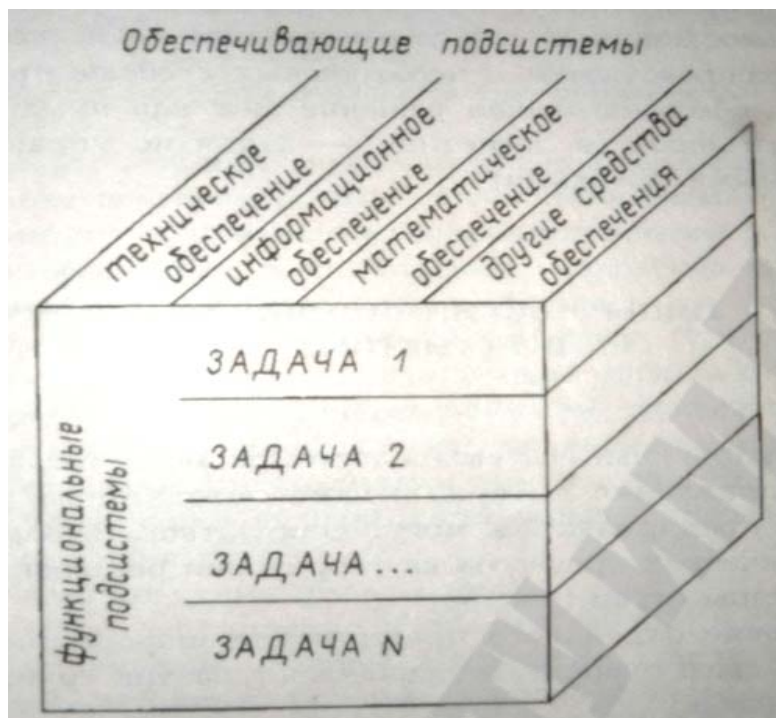 Обеспечивающие подсистемы
техническое
обеспечение
информационное
обеспечение
математическое
обеспечение
другие средства
обеспечения
функциональные
подсистемы
ЗАДАЧА 1
ЗАДАЧА 2
ЗАДАЧА...
ЗАДАЧА N